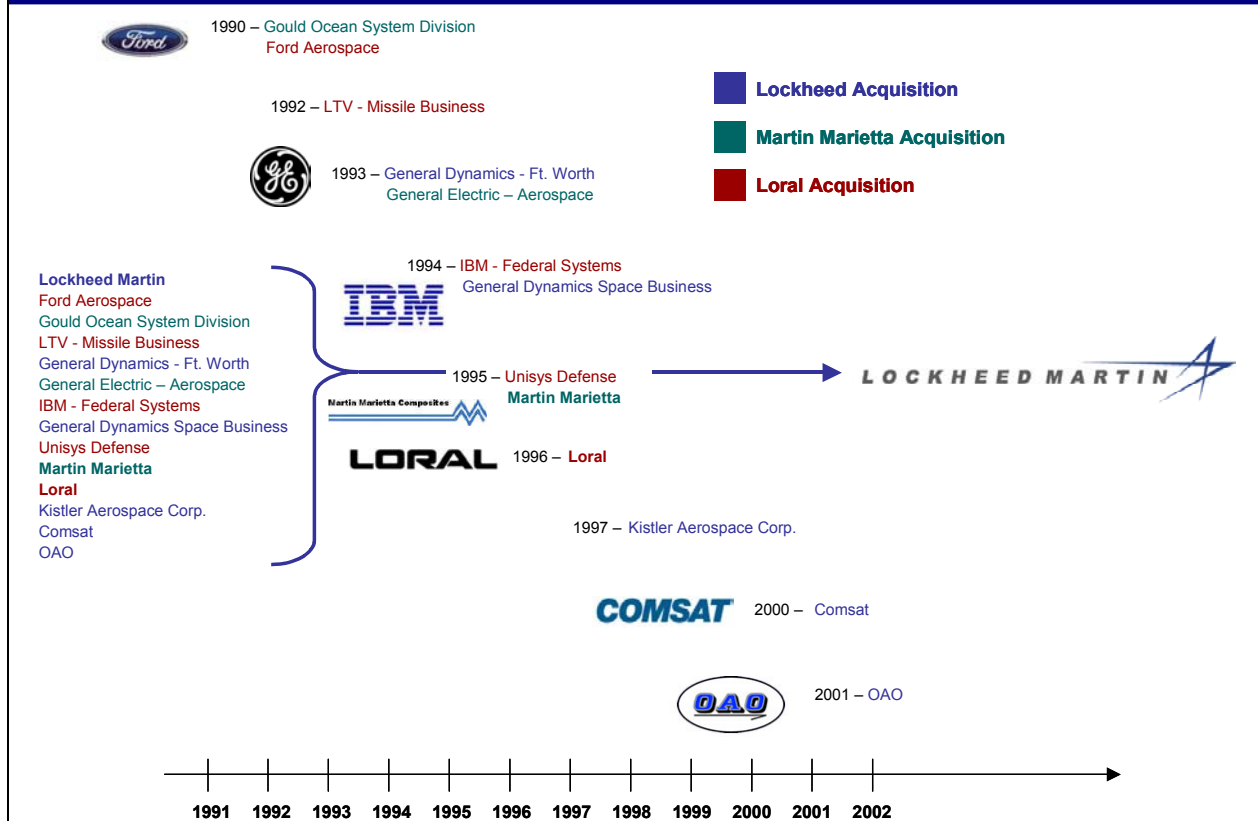 Ford
1990 – Gould Ocean System Division
Ford Aerospace
1992 – LTV - Missile Business
GE
1993 – General Dynamics - Ft. Worth
General Electric – Aerospace
Lockheed Acquisition
Martin Marietta Acquisition
Loral Acquisition
1994 – IBM - Federal Systems
General Dynamics Space Business
IBM
Lockheed Martin
Ford Aerospace
Gould Ocean System Division
LTV - Missile Business
General Dynamics - Ft. Worth
General Electric – Aerospace
IBM - Federal Systems
General Dynamics Space Business
Unisys Defense
Martin Marietta
Loral
Kistler Aerospace Corp.
Comsat
OAO
1995 – Unisys Defense
Martin Marietta
Martin Marietta Composites
LOCKHEED MARTIN
LORAL
1996 – Loral
1997 – Kistler Aerospace Corp.
COMSAT
2000 – Comsat
OAO
2001 – OAO
1991 1992 1993 1994 1995 1996 1997 1998 1999 2000 2001 2002